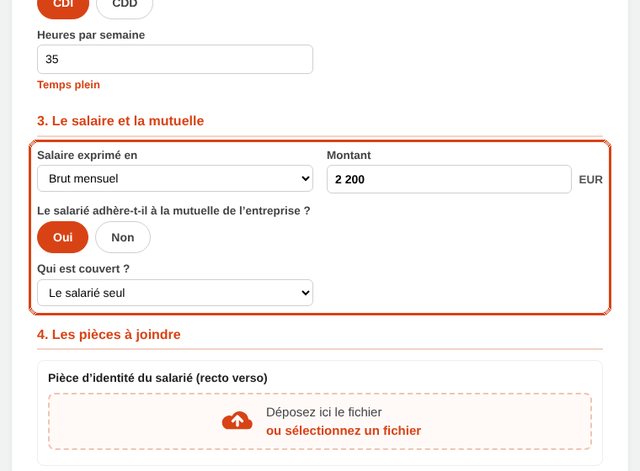 CDI
CDD
Heures par semaine
35
Temps plein
3. Le salaire et la mutuelle
Salaire exprimé en
Montant
Brut mensuel
2 200
EUR
Le salarié adhère-t-il à la mutuelle de l’entreprise ?
Oui
Non
Qui est couvert ?
Le salarié seul
4. Les pièces à joindre
Pièce d’identité du salarié (recto verso)
Déposez ici le fichier
ou sélectionnez un fichier